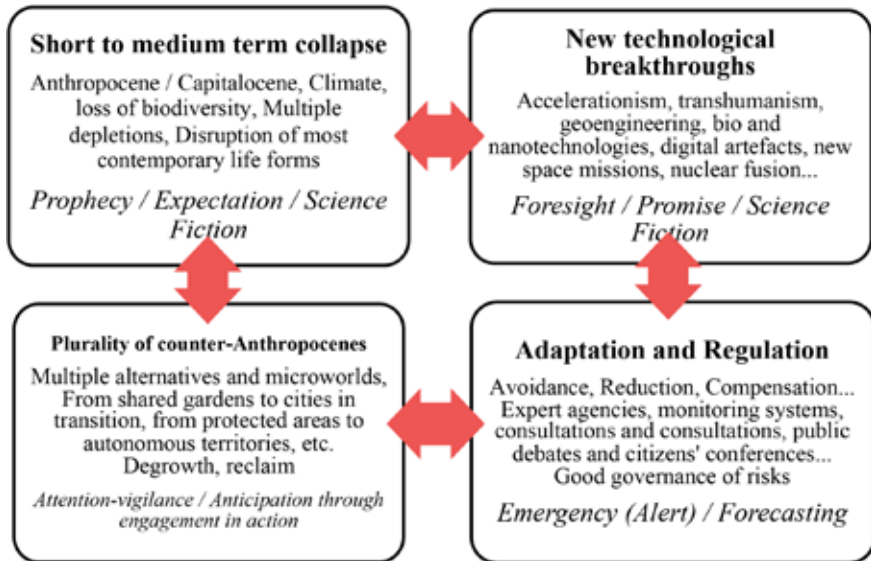 Short to medium term collapse
Anthropocene / Capitalocene, Climate,
loss of biodiversity, Multiple
depletions, Disruption of most
contemporary life forms
Prophecy / Expectation / Science
Fiction
New technological
breakthroughs
Accelerationism, transhumanism,
geoengineering, bio and
nanotechnologies, digital artefacts, new
space missions, nuclear fusion...
Foresight / Promise / Science
Fiction
Plurality of counter-Anthropocenes
Multiple alternatives and microworlds,
From shared gardens to cities in
transition, from protected areas to
autonomous territories, etc.
Degrowth, reclaim
Attention-vigilance / Anticipation through
engagement in action
Adaptation and Regulation
Avoidance, Reduction, Compensation...
Expert agencies, monitoring systems,
consultations and consultations, public
debates and citizens' conferences...
Good governance of risks
Emergency (Alert) / Forecasting